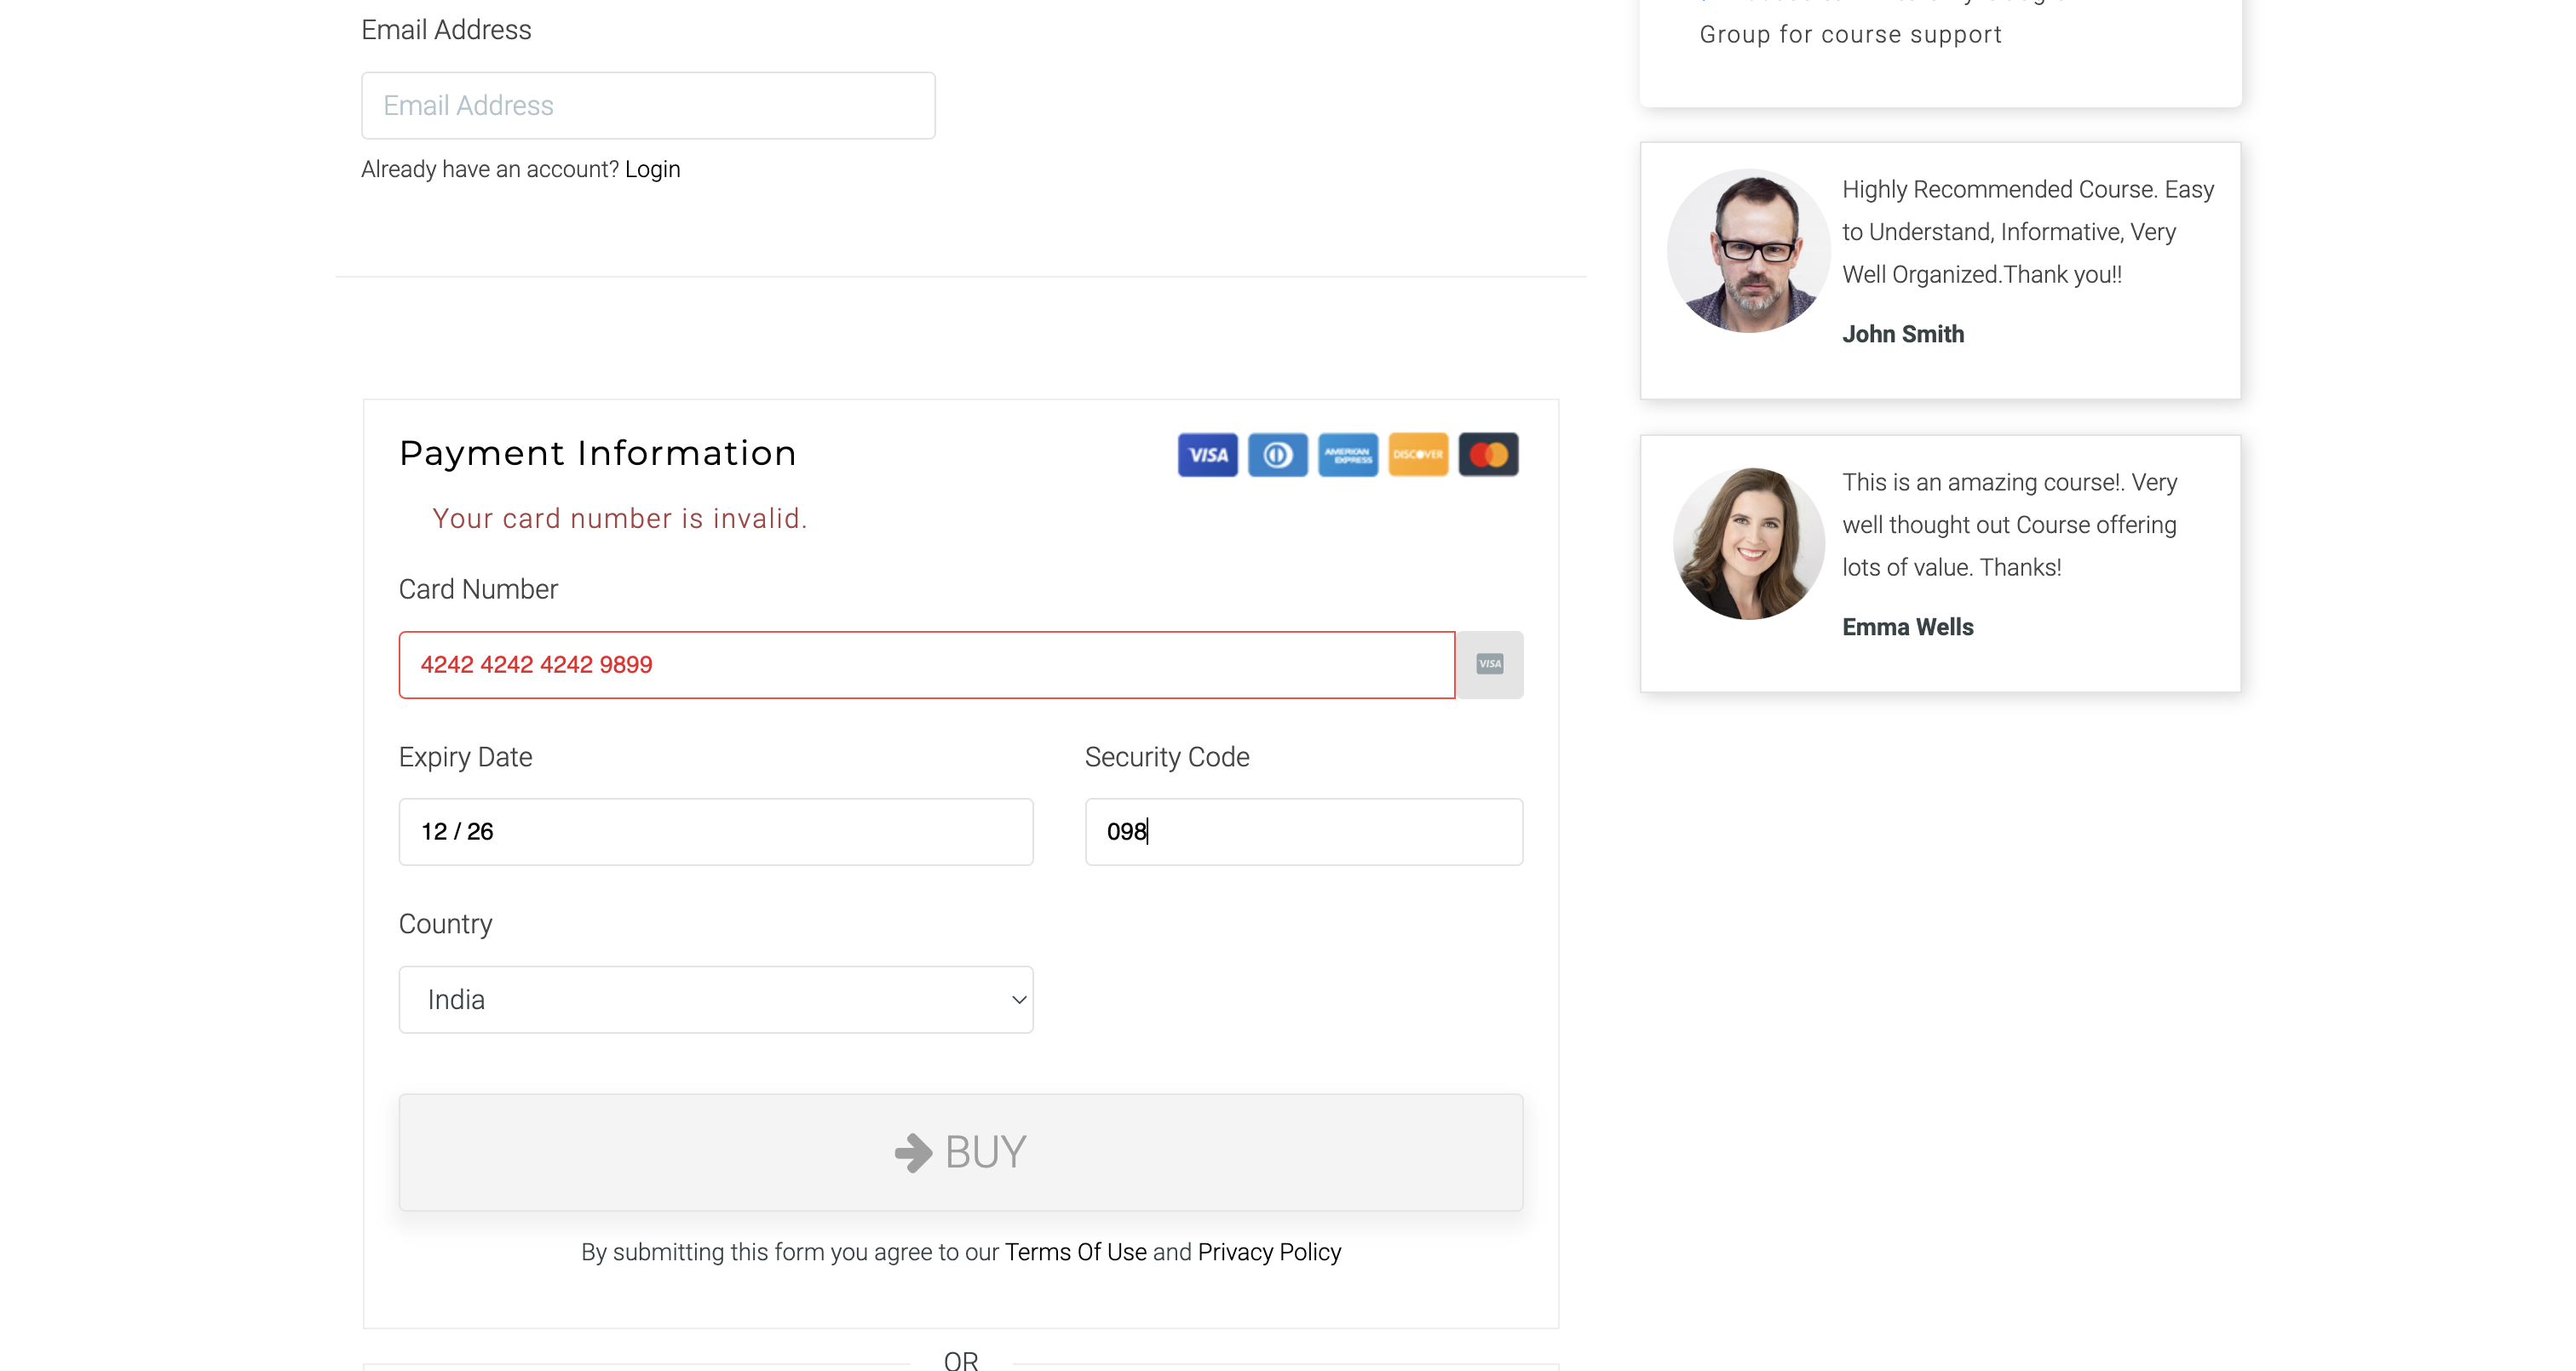 Email Address
Email Address
Already have an account? Login
Payment Information
VISA
AMERICAN EXPRESS
DISCOVER
Your card number is invalid.
Card Number
4242 4242 4242 9899
VISA
Expiry Date
Security Code
12 / 26
098
Country
India
BUY
By submitting this form you agree to our Terms Of Use and Privacy Policy
OR
Group for course support
Highly Recommended Course. Easy
to Understand, Informative, Very
Well Organized.Thank you!!
John Smith
This is an amazing course!. Very
well thought out Course offering
lots of value. Thanks!
Emma Wells